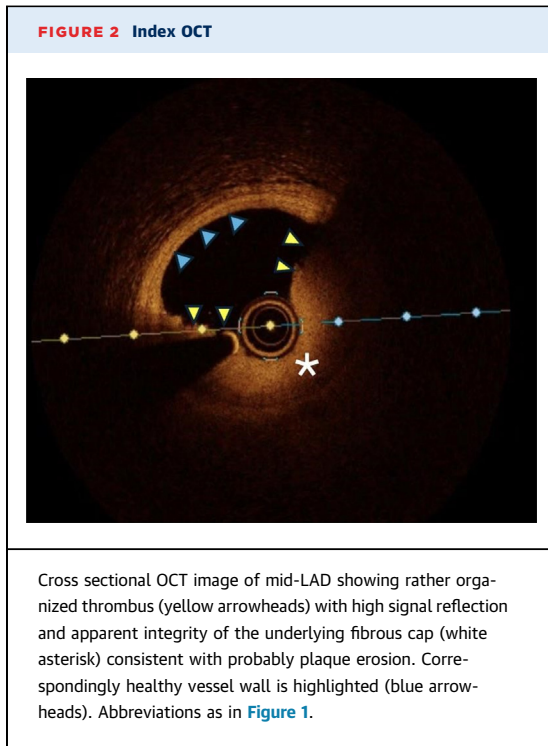 FIGURE 2 Index OCT
*
Cross sectional OCT image of mid-LAD showing rather orga-
nized thrombus (yellow arrowheads) with high signal reflection
and apparent integrity of the underlying fibrous cap (white
asterisk) consistent with probably plaque erosion. Corre-
spondingly healthy vessel wall is highlighted (blue arrow-
heads). Abbreviations as in Figure 1.